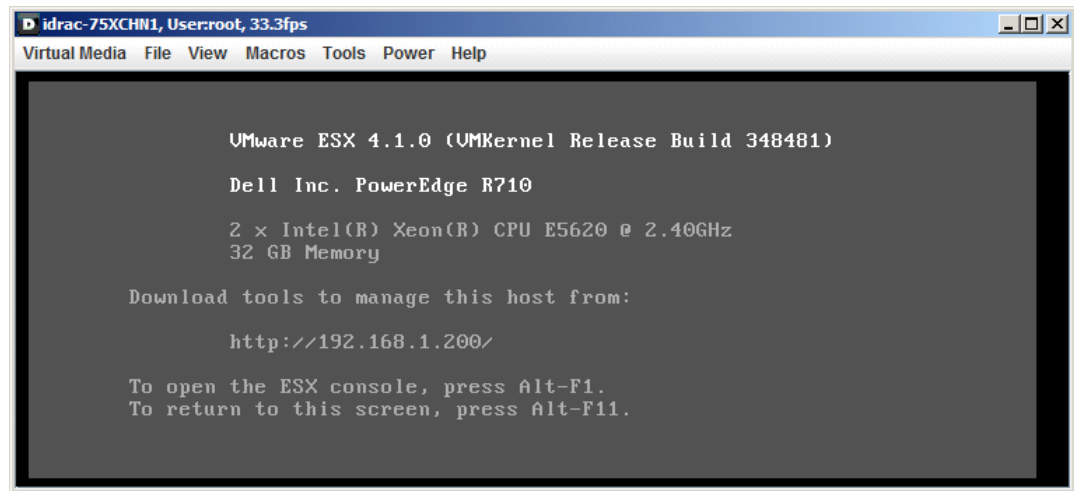 idrac-75XCHN1, User:root, 33.3fps
Virtual Media File View Macros Tools Power Help
VMware ESX 4.1.0 (VMKernel Release Build 348481)
Dell Inc. PowerEdge R710
2 x Intel(R) Xeon(R) CPU E5620 @ 2.40GHz
32 GB Memory
Download tools to manage this host from:
http://192.168.1.200/
To open the ESX console, press Alt-F1.
To return to this screen, press Alt-F11.